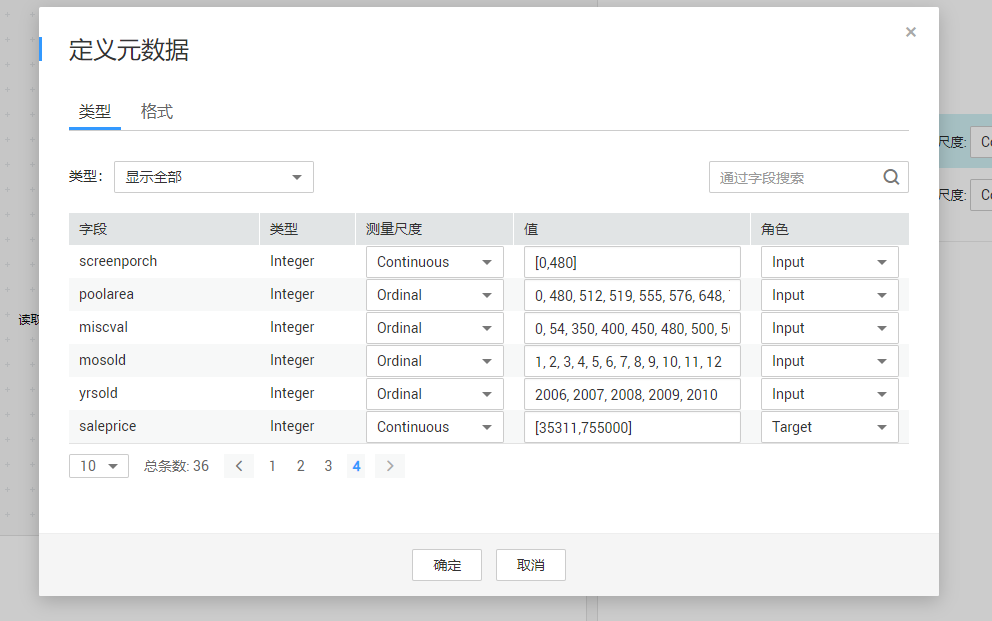 定义元数据
×
类型 格式
类型: 显示全部 通过字段搜索
字段 类型 测量尺度 值 角色
screenporch Integer Continuous [0,480] Input
poolarea Integer Ordinal 0, 480, 512, 519, 555, 576, 648, Input
miscval Integer Ordinal 0, 54, 350, 400, 450, 480, 500, Input
mosold Integer Ordinal 1, 2, 3, 4, 5, 6, 7, 8, 9, 10, 11, 12 Input
yrsold Integer Ordinal 2006, 2007, 2008, 2009, 2010 Input
saleprice Integer Continuous [35311,755000] Target
10 总条数: 36 < 1 2 3 4 >
确定 取消
读取
尺度: Co
尺度: Co